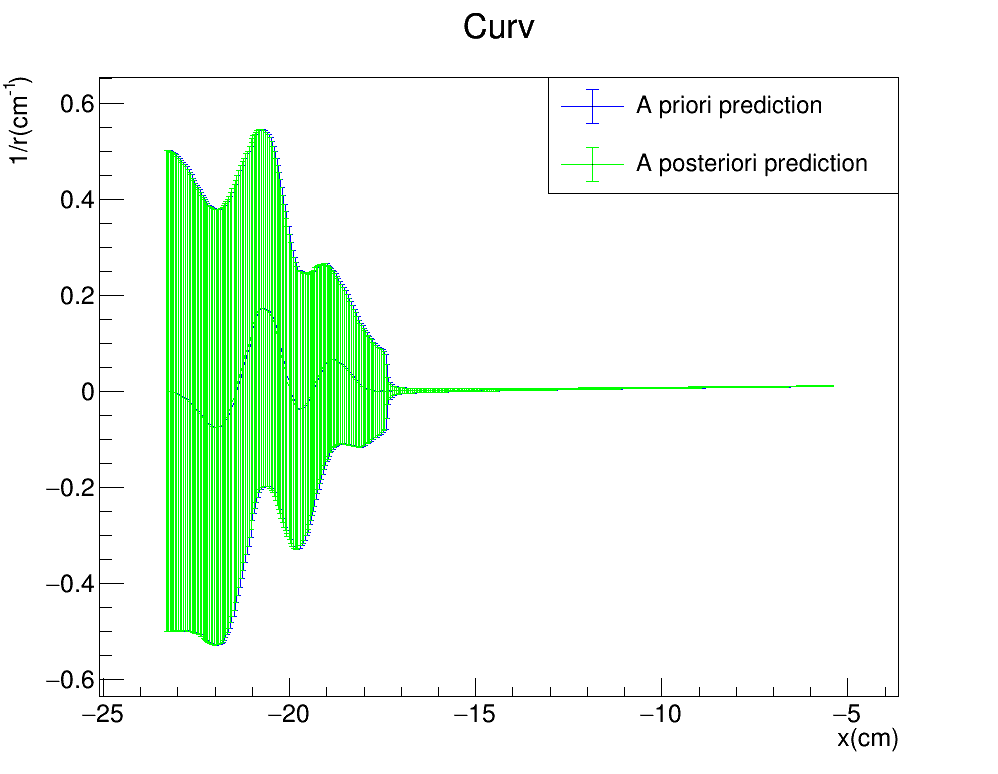 Curv
1/r(cm⁻¹)
A priori prediction
A posteriori prediction
0.6
0.4
0.2
0
−0.2
−0.4
−0.6
−25 −20 −15 −10 −5
x(cm)